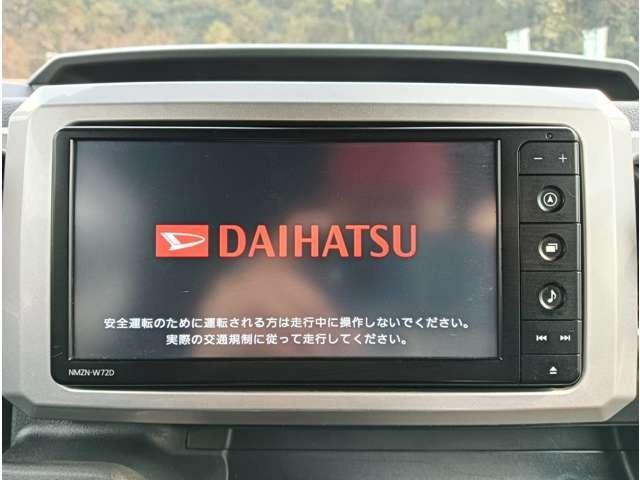 DAIHATSU
安全運転のために運転される方は走行中に操作しないでください。
実際の交通規制に従って走行してください。
NMZN-W72D